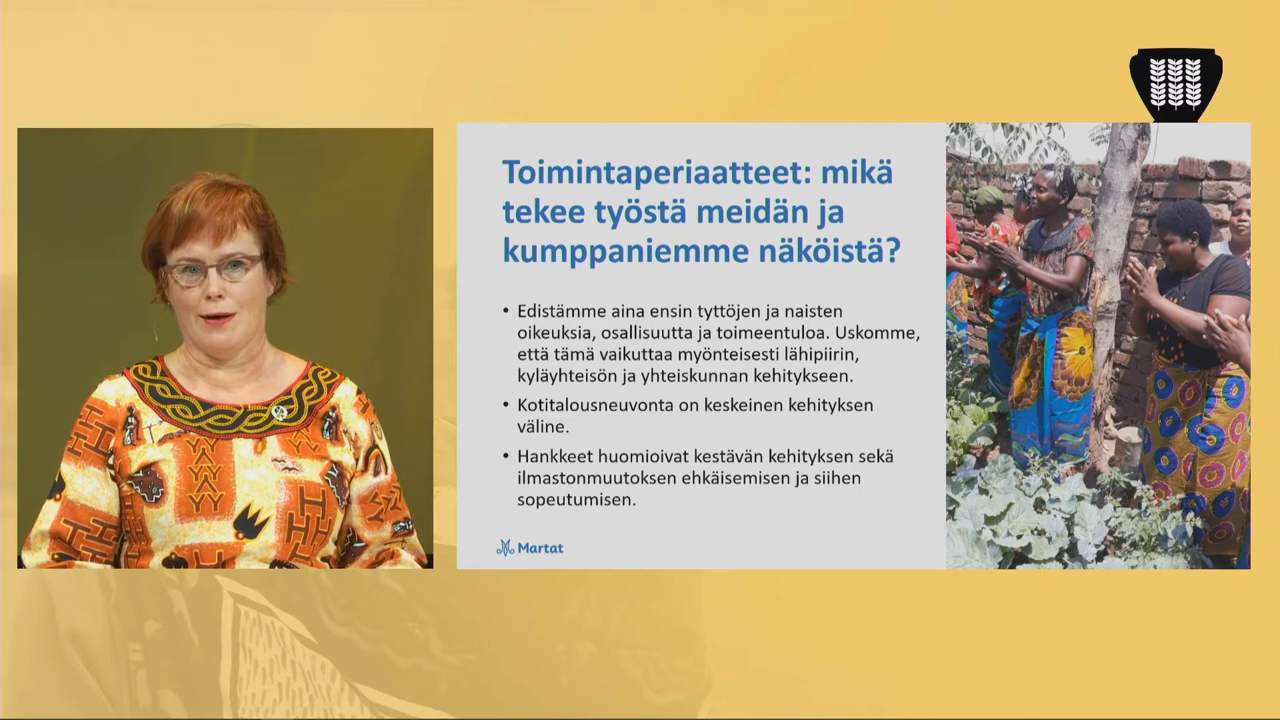 Toimintaperiaatteet: mikä
tekee työstä meidän ja
kumppaniemme näköistä?
• Edistämme aina ensin tyttöjen ja naisten
oikeuksia, osallisuutta ja toimeentuloa. Uskomme,
että tämä vaikuttaa myönteisesti lähipiirin,
kyläyhteisön ja yhteiskunnan kehitykseen.
• Kotitalousneuvonta on keskeinen kehityksen
väline.
• Hankkeet huomioivat kestävän kehityksen sekä
ilmastonmuutoksen ehkäisemisen ja siihen
sopeutumisen.
Martat